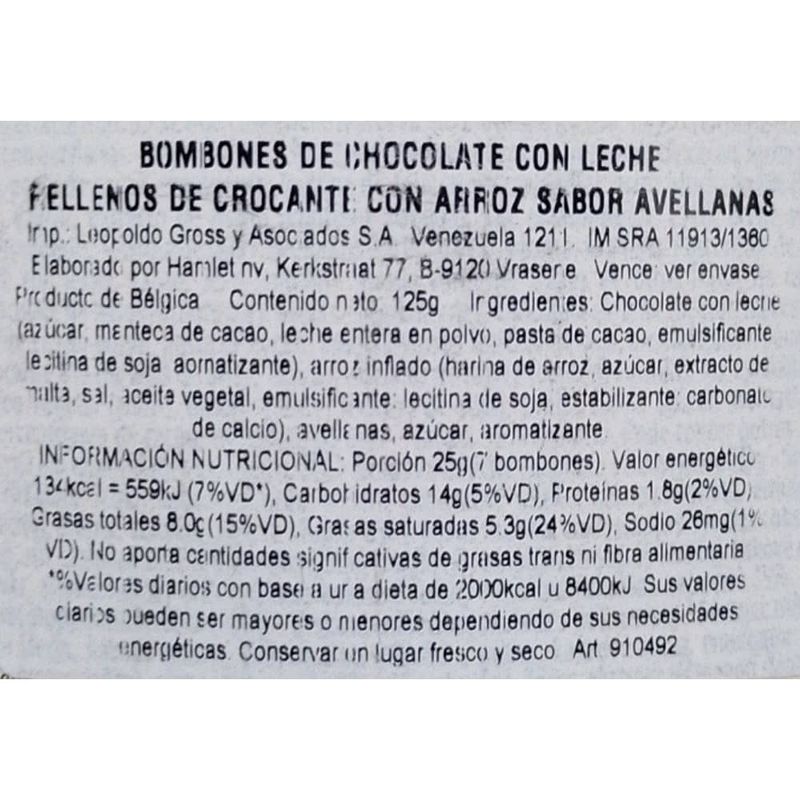 BOMBONES DE CHOCOLATE CON LECHE
RELLENOS DE CROCANTE CON ARROZ SABOR AVELLANAS
Imp.: Leopoldo Gross y Asociados S.A. Venezuela 1211. IM SRA 11913/1360
Elaborado por Hamlet nv, Kerkstraat 77, B-9120 Vrasene Vence: ver envase
Producto de Bélgica Contenido neto: 125g Ingredientes: Chocolate con leche
(azúcar, manteca de cacao, leche entera en polvo, pasta de cacao, emulsificante
lecitina de soja aromatizante), arroz inflado (harina de arroz, azúcar, extracto de
malta, sal, aceite vegetal, emulsificante: lecitina de soja, estabilizante: carbonato
de calcio), avellanas, azúcar, aromatizante.
INFORMACIÓN NUTRICIONAL: Porción 25g(7 bombones). Valor energético
134kcal = 559kJ (7%VD*), Carbohidratos 14g(5%VD), Proteínas 1.8g(2%VD)
Grasas totales 8.0g(15%VD), Grasas saturadas 5.3g(24%VD), Sodio 26mg(1%
VD). No aporta cantidades significativas de grasas trans ni fibra alimentaria
*%Valores diarios con base a una dieta de 2000kcal u 8400kJ. Sus valores
diarios pueden ser mayores o menores dependiendo de sus necesidades
energéticas. Conservar en lugar fresco y seco Art. 910492